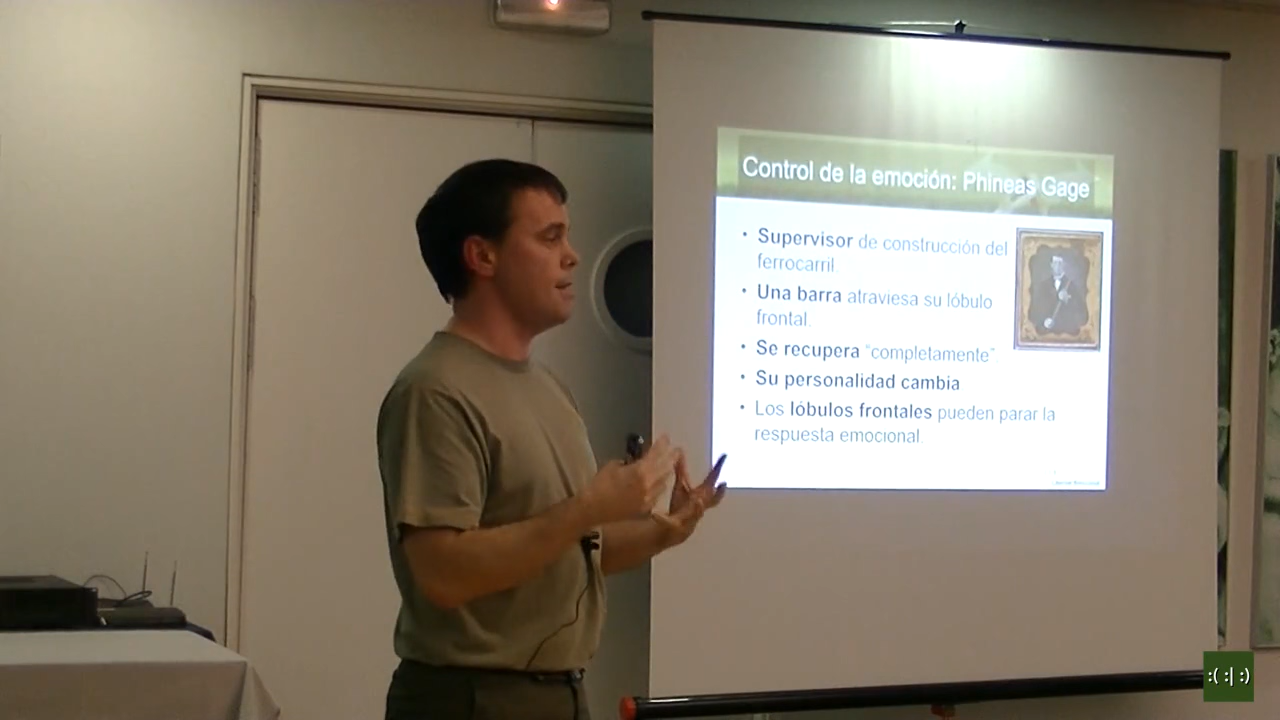 Control de la emoción: Phineas Gage
• Supervisor de construcción del
ferrocarril.
• Una barra atraviesa su lóbulo
frontal.
• Se recupera "completamente".
• Su personalidad cambia
• Los lóbulos frontales pueden parar la
respuesta emocional.
:( :| :)